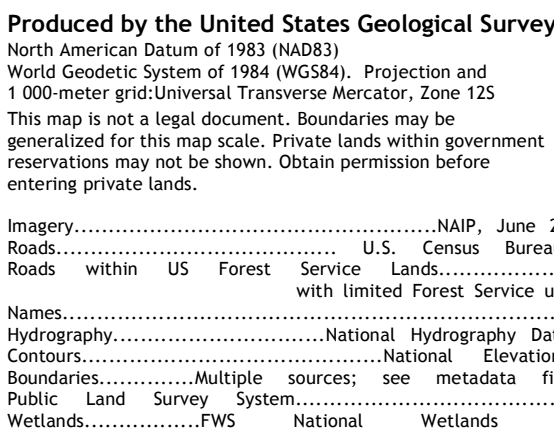 Produced by the United States Geological Survey
North American Datum of 1983 (NAD83)
World Geodetic System of 1984 (WGS84). Projection and
1 000-meter grid:Universal Transverse Mercator, Zone 12S
This map is not a legal document. Boundaries may be
generalized for this map scale. Private lands within government
reservations may not be shown. Obtain permission before
entering private lands.
Imagery.................................................NAIP, June
Roads...................................... U.S. Census
Roads within US Forest Service Lands................
with limited Forest Service
Names...................................................................
Hydrography.............................National Hydrography
Contours.........................................National
Boundaries..............Multiple sources; see metadata
Public Land Survey System...................................
Wetlands................FWS National Wetlands